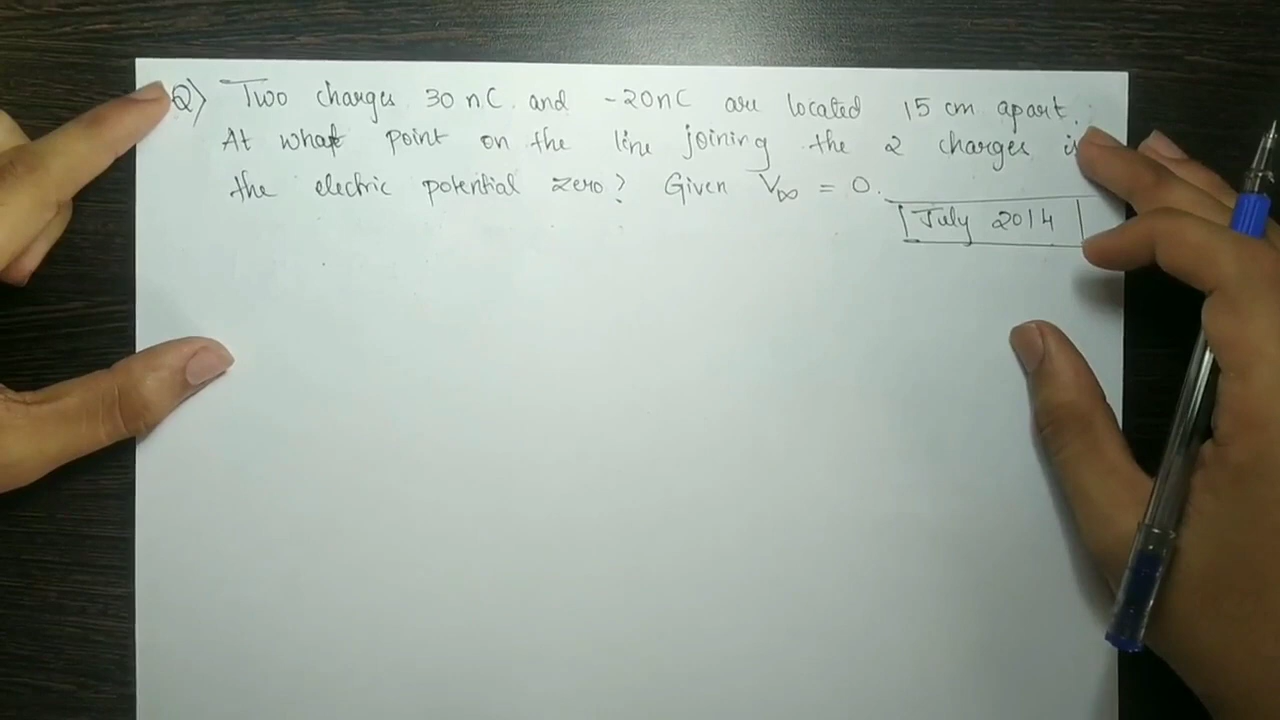 Q) Two charges 30 nC and -20nC are located 15 cm apart.
At what point on the line joining the 2 charges is
the electric potential zero? Given V∞ = 0.
July 2014